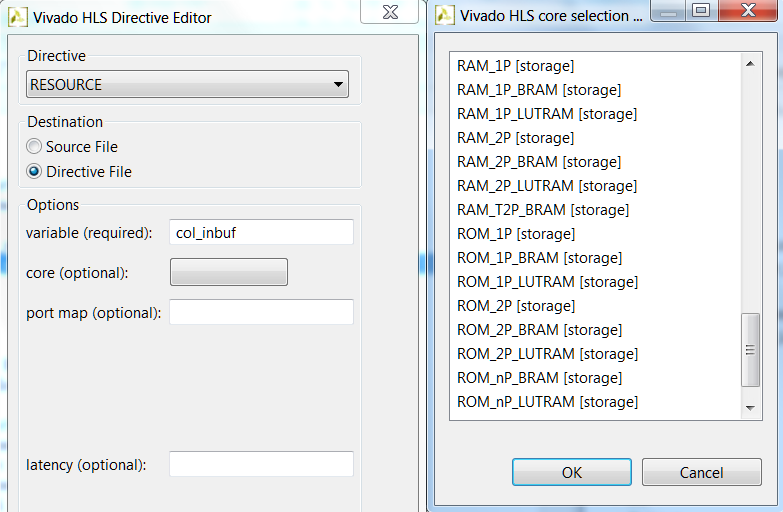 Vivado HLS Directive Editor
Directive
RESOURCE
Destination
Source File
Directive File
Options
variable (required): col_inbuf
core (optional):
port map (optional):
latency (optional):
Vivado HLS core selection ...
RAM_1P [storage]
RAM_1P_BRAM [storage]
RAM_1P_LUTRAM [storage]
RAM_2P [storage]
RAM_2P_BRAM [storage]
RAM_2P_LUTRAM [storage]
RAM_T2P_BRAM [storage]
ROM_1P [storage]
ROM_1P_BRAM [storage]
ROM_1P_LUTRAM [storage]
ROM_2P [storage]
ROM_2P_BRAM [storage]
ROM_2P_LUTRAM [storage]
ROM_nP_BRAM [storage]
ROM_nP_LUTRAM [storage]
OK Cancel